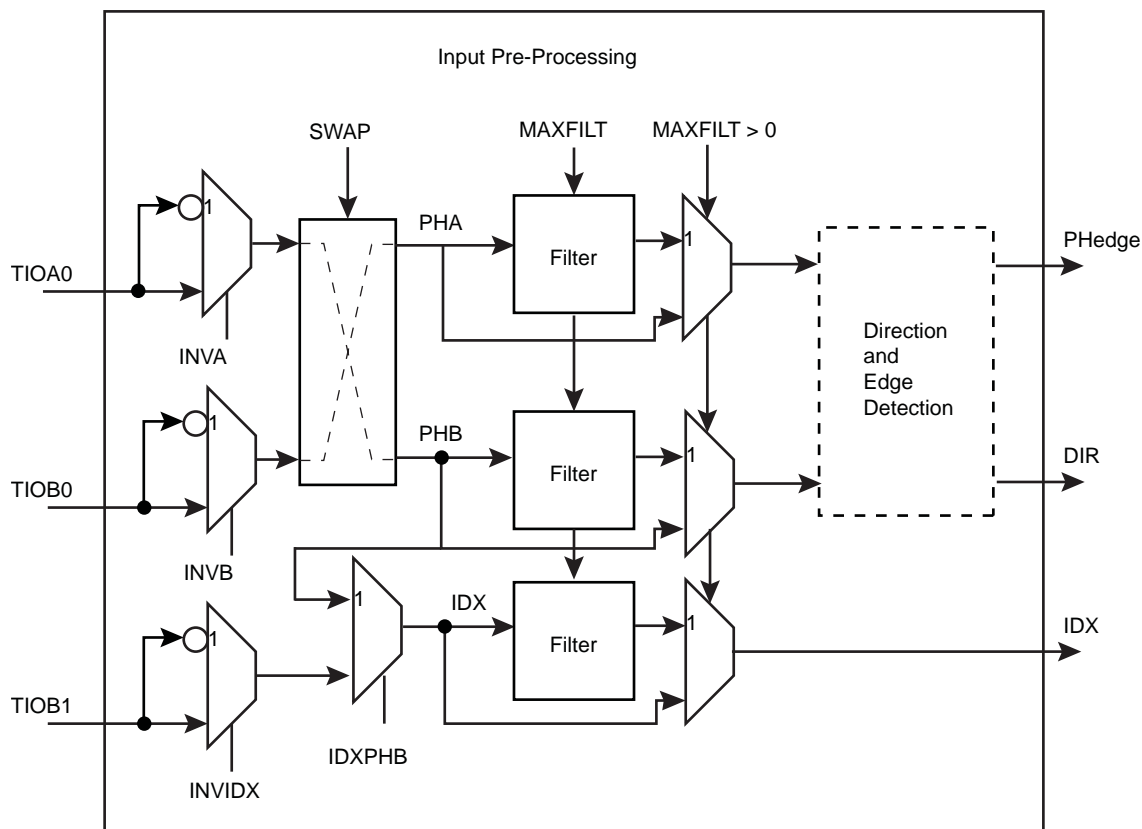 Input Pre-Processing
SWAP
MAXFILT
MAXFILT > 0
1
PHA
1
Filter
PHedge
TIOA0
INVA
Direction
and
Edge
Detection
1
PHB
1
Filter
DIR
TIOB0
INVB
1
IDX
1
Filter
IDX
1
TIOB1
IDXPHB
INVIDX